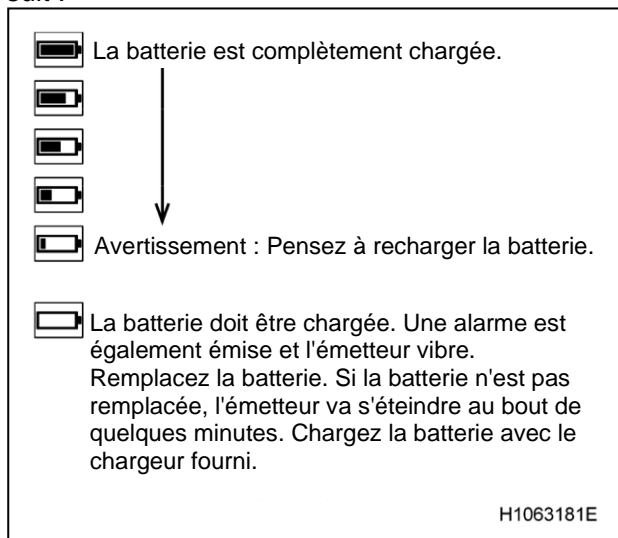 La batterie est complètement chargée.
Avertissement : Pensez à recharger la batterie.
La batterie doit être chargée. Une alarme est
également émise et l'émetteur vibre.
Remplacez la batterie. Si la batterie n'est pas
remplacée, l'émetteur va s'éteindre au bout de
quelques minutes. Chargez la batterie avec le
chargeur fourni.
H1063181E